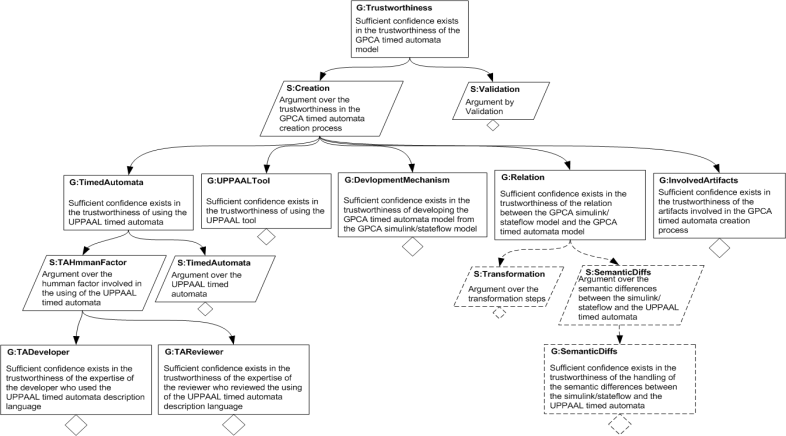 G:Trustworthiness
Sufficient confidence exists
in the trustworthiness of the
GPCA timed automata
model
S:Creation
Argument over the
trustworthiness in the
GPCA timed automata
creation process
S:Validation
Argument by
Validation
G:TimedAutomata
Sufficient confidence exists
in the trustworthiness of using the
UPPAAL timed automata
G:UPPAALTool
Sufficient confidence exists in
the trustworthiness of using the
UPPAAL tool
G:DevlopmentMechanism
Sufficient confidence exists in the
trustworthiness of developing the
GPCA timed automata model from
the GPCA simulink/stateflow model
G:Relation
Sufficient confidence exists in the
trustworthiness of the relation
between the GPCA simulink/
stateflow model and the GPCA
timed automata model
G:InvolvedArtifacts
Sufficient confidence exists in
the trustworthiness of the
artifacts involved in the GPCA
timed automata creation
process
S:TAHmmanFactor
Argument over the
humman factor involved in
the using of the UPPAAL
timed automata
S:TimedAutomata
Argument over the
UPPAAL timed
automata
S:Transformation
Argument over the
transformation steps
S:SemanticDiffs
Argument over the
semantic differences
between the simulink/
stateflow and the UPPAAL
timed automata
G:TADeveloper
Sufficient confidence exists in the
trustworthiness of the expertise of
the developer who used the
UPPAAL timed automata description
language
G:TAReviewer
Sufficient confidence exists in the
trustworthiness of the expertise of
the reviewer who reviewed the using
of the UPPAAL timed automata
description language
G:SemanticDiffs
Sufficient confidence exists in the
trustworthiness of the handling of
the semantic differences between
the simulink/stateflow and the
UPPAAL timed automata